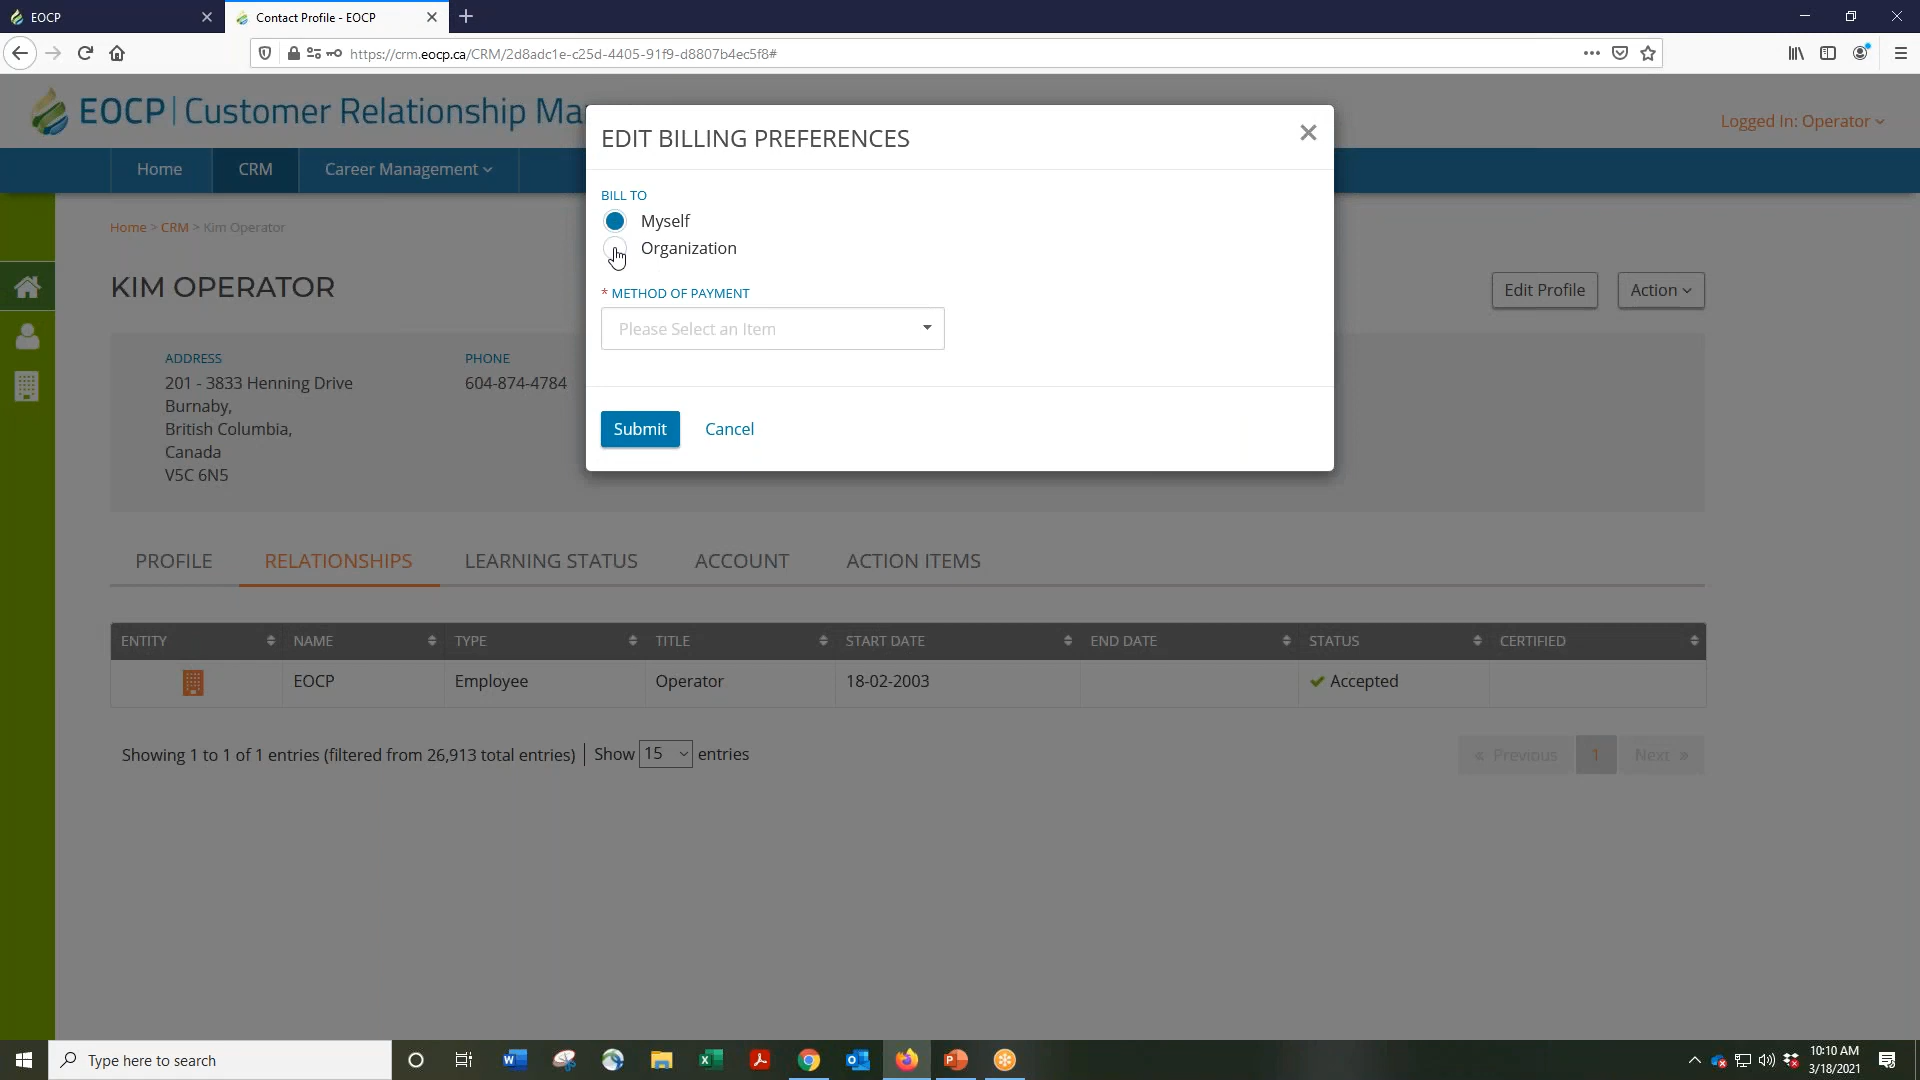 EOCP
Contact Profile - EOCP
https://crm.eocp.ca/CRM/2d8adc1e-c25d-4405-91f9-d8807b4ec5f8#
EOCP | Customer Relationship Ma
Logged In: Operator
Home
CRM
Career Management
EDIT BILLING PREFERENCES
BILL TO
Myself
Organization
* METHOD OF PAYMENT
Please Select an Item
Submit
Cancel
Home > CRM > Kim Operator
KIM OPERATOR
Edit Profile
Action
ADDRESS
201 - 3833 Henning Drive
Burnaby,
British Columbia,
Canada
V5C 6N5
PHONE
604-874-4784
PROFILE
RELATIONSHIPS
LEARNING STATUS
ACCOUNT
ACTION ITEMS
ENTITY NAME TYPE TITLE START DATE END DATE STATUS CERTIFIED
EOCP Employee Operator 18-02-2003 Accepted
Showing 1 to 1 of 1 entries (filtered from 26,913 total entries) | Show 15 entries
« Previous 1 Next »
Type here to search
10:10 AM
3/18/2021